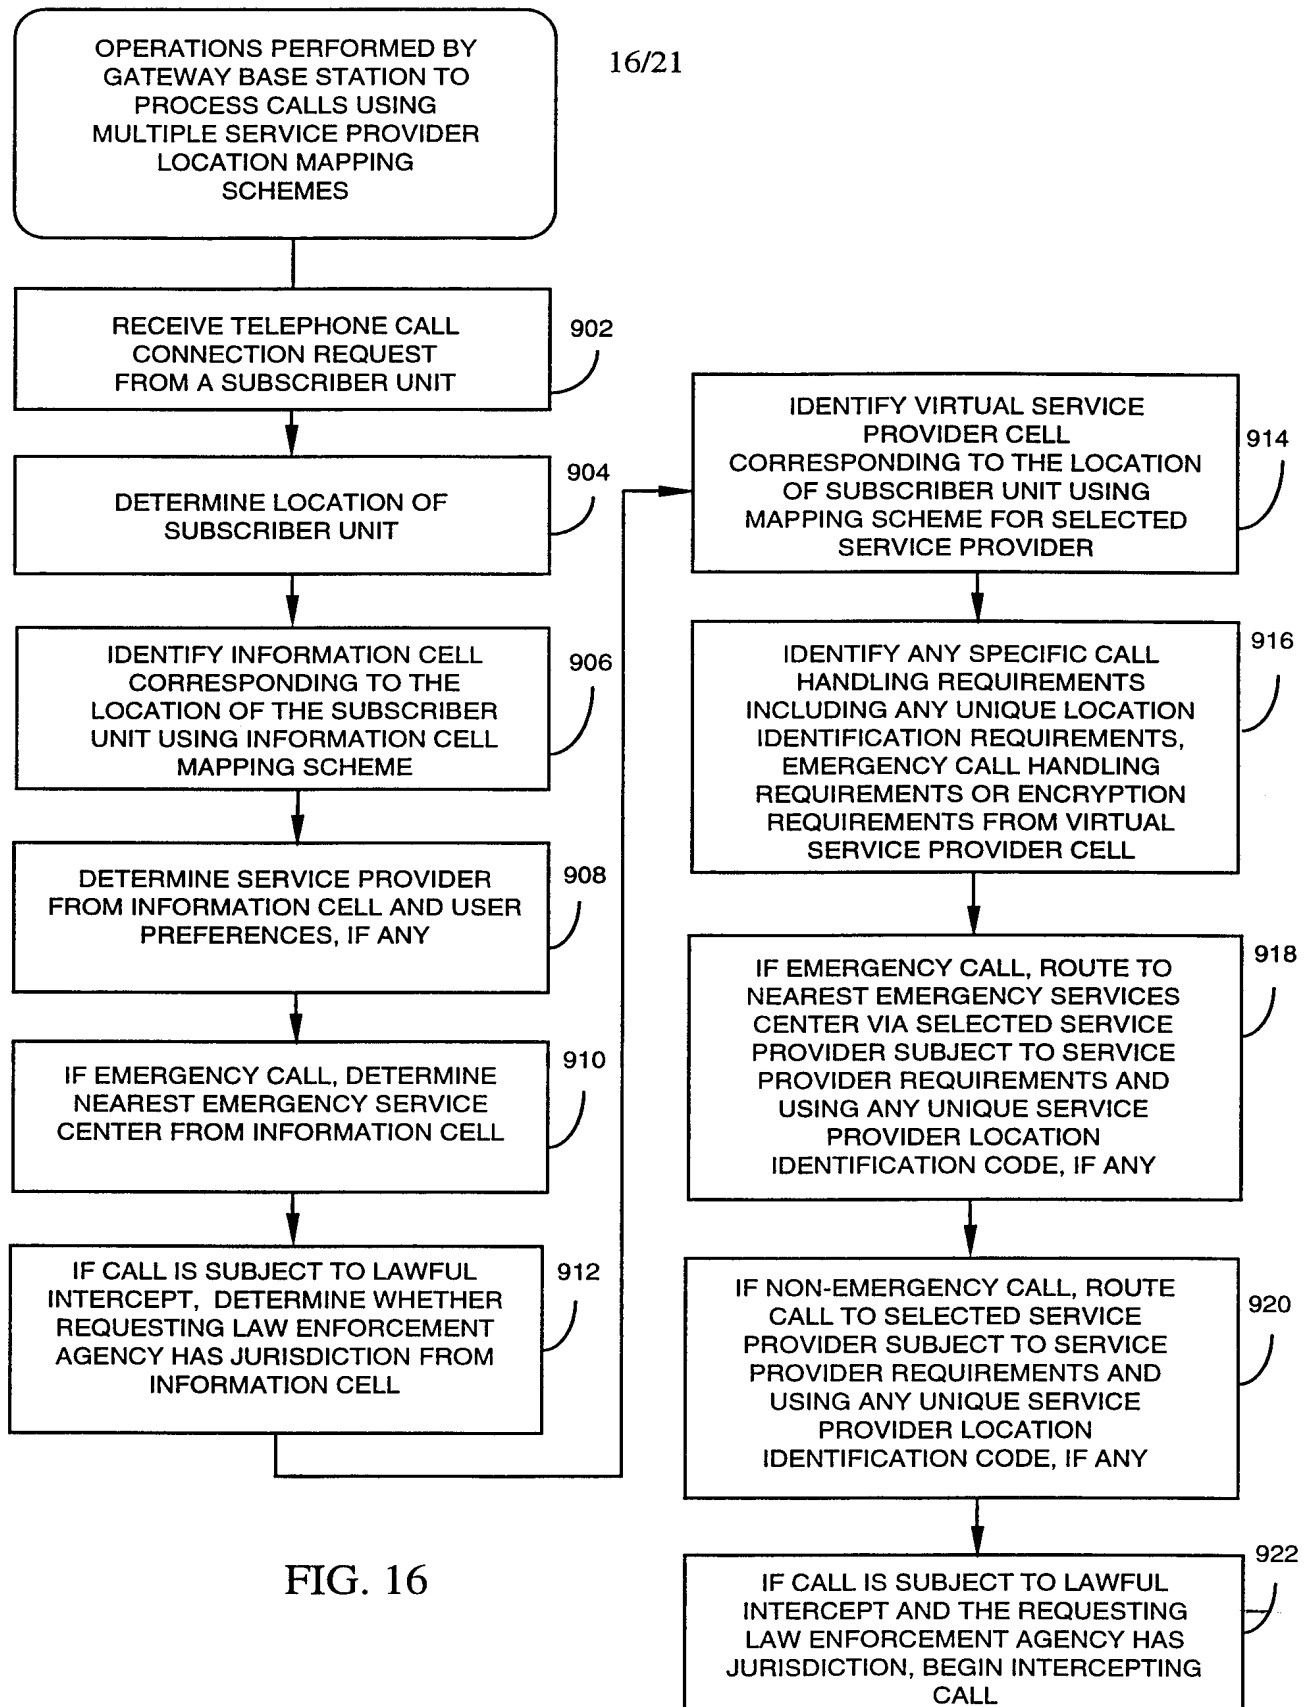 16/21
OPERATIONS PERFORMED BY
GATEWAY BASE STATION TO
PROCESS CALLS USING
MULTIPLE SERVICE PROVIDER
LOCATION MAPPING
SCHEMES
RECEIVE TELEPHONE CALL
CONNECTION REQUEST
FROM A SUBSCRIBER UNIT
902
DETERMINE LOCATION OF
SUBSCRIBER UNIT
904
IDENTIFY INFORMATION CELL
CORRESPONDING TO THE
LOCATION OF THE SUBSCRIBER
UNIT USING INFORMATION CELL
MAPPING SCHEME
906
DETERMINE SERVICE PROVIDER
FROM INFORMATION CELL AND USER
PREFERENCES, IF ANY
908
IF EMERGENCY CALL, DETERMINE
NEAREST EMERGENCY SERVICE
CENTER FROM INFORMATION CELL
910
IF CALL IS SUBJECT TO LAWFUL
INTERCEPT, DETERMINE WHETHER
REQUESTING LAW ENFORCEMENT
AGENCY HAS JURISDICTION FROM
INFORMATION CELL
912
IDENTIFY VIRTUAL SERVICE
PROVIDER CELL
CORRESPONDING TO THE LOCATION
OF SUBSCRIBER UNIT USING
MAPPING SCHEME FOR SELECTED
SERVICE PROVIDER
914
IDENTIFY ANY SPECIFIC CALL
HANDLING REQUIREMENTS
INCLUDING ANY UNIQUE LOCATION
IDENTIFICATION REQUIREMENTS,
EMERGENCY CALL HANDLING
REQUIREMENTS OR ENCRYPTION
REQUIREMENTS FROM VIRTUAL
SERVICE PROVIDER CELL
916
IF EMERGENCY CALL, ROUTE TO
NEAREST EMERGENCY SERVICES
CENTER VIA SELECTED SERVICE
PROVIDER SUBJECT TO SERVICE
PROVIDER REQUIREMENTS AND
USING ANY UNIQUE SERVICE
PROVIDER LOCATION
IDENTIFICATION CODE, IF ANY
918
IF NON-EMERGENCY CALL, ROUTE
CALL TO SELECTED SERVICE
PROVIDER SUBJECT TO SERVICE
PROVIDER REQUIREMENTS AND
USING ANY UNIQUE SERVICE
PROVIDER LOCATION
IDENTIFICATION CODE, IF ANY
920
IF CALL IS SUBJECT TO LAWFUL
INTERCEPT AND THE REQUESTING
LAW ENFORCEMENT AGENCY HAS
JURISDICTION, BEGIN INTERCEPTING
CALL
922
FIG. 16